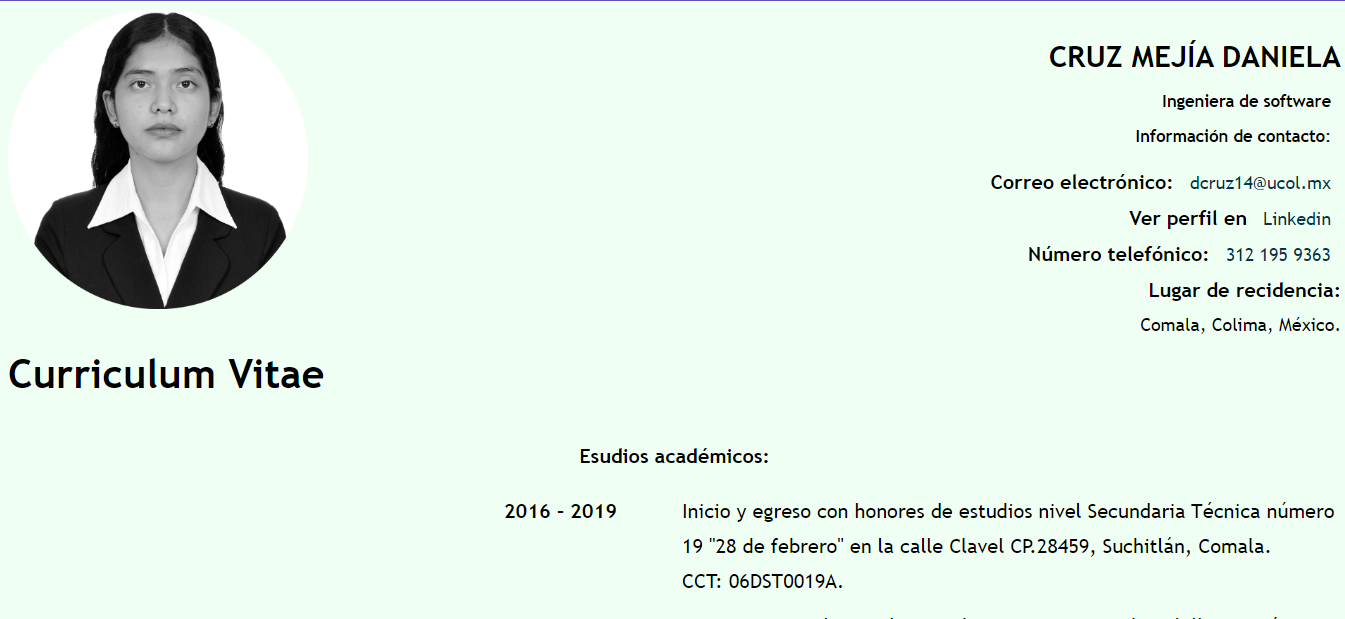 CRUZ MEJÍA DANIELA
Ingeniera de software
Información de contacto:
Correo electrónico: dcruz14@ucol.mx
Ver perfil en Linkedin
Número telefónico: 312 195 9363
Lugar de recidencia:
Comala, Colima, México.
Curriculum Vitae
Esudios académicos:
2016 - 2019 Inicio y egreso con honores de estudios nivel Secundaria Técnica número
19 "28 de febrero" en la calle Clavel CP.28459, Suchitlán, Comala.
CCT: 06DST0019A.